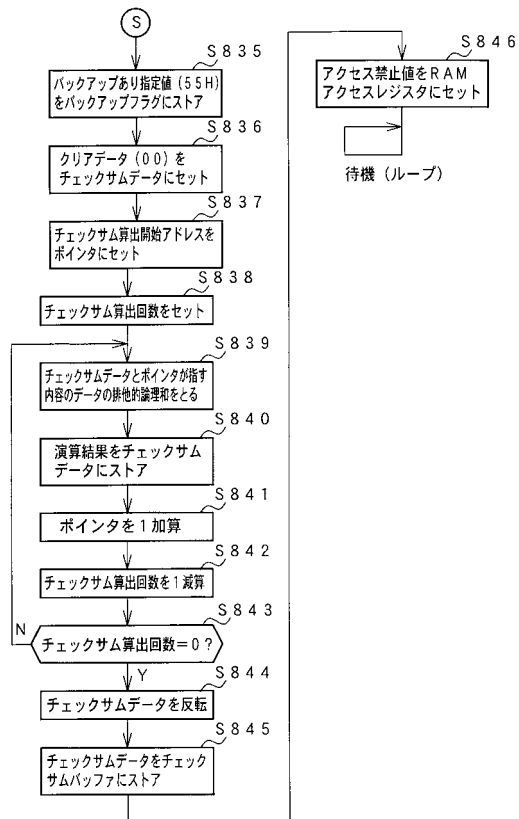 S
S835
バックアップあり指定値(55H)
をバックアップフラグにストア
S836
クリアデータ(00)を
チェックサムデータにセット
S837
チェックサム算出開始アドレスを
ポインタにセット
S838
チェックサム算出回数をセット
S839
チェックサムデータとポインタが指す
内容のデータの排他的論理和をとる
S840
演算結果をチェックサム
データにストア
S841
ポインタを1加算
S842
チェックサム算出回数を1減算
S843
N
チェックサム算出回数=0?
Y
S844
チェックサムデータを反転
S845
チェックサムデータをチェック
サムバッファにストア
S846
アクセス禁止値をRAM
アクセスレジスタにセット
待機(ループ)